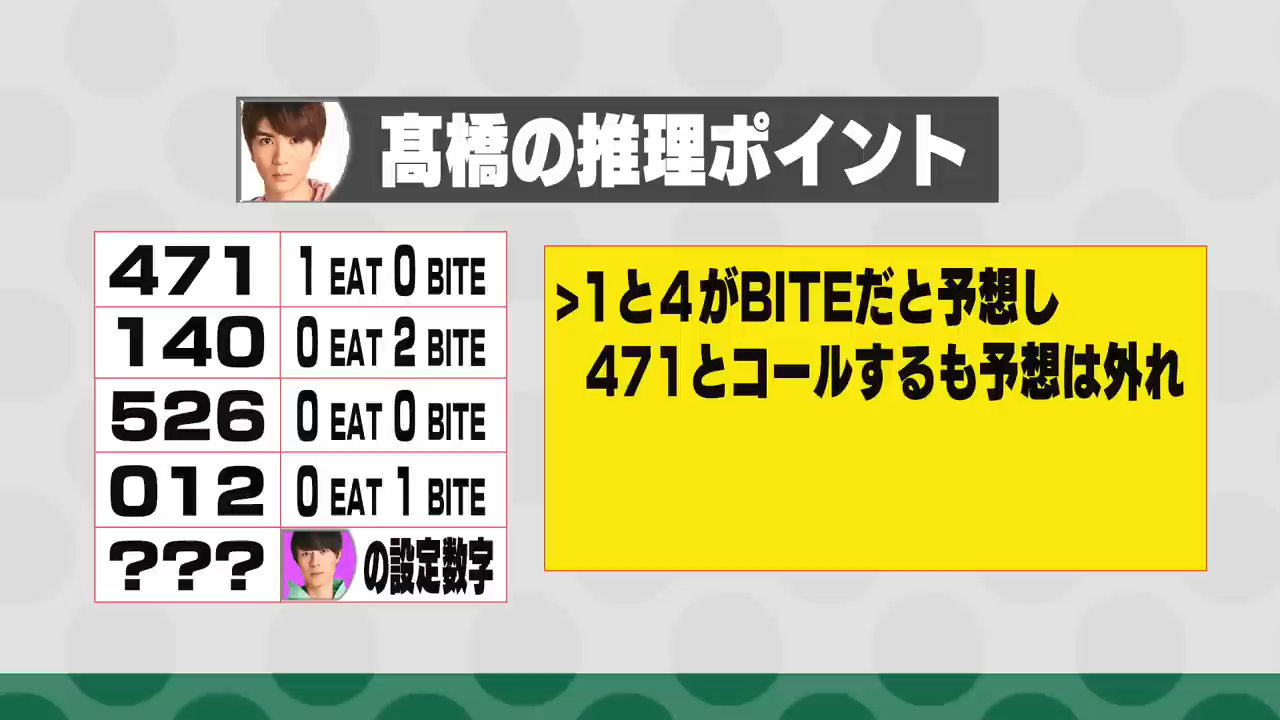 髙橋の推理ポイント
471 1 EAT 0 BITE
140 0 EAT 2 BITE
526 0 EAT 0 BITE
012 0 EAT 1 BITE
??? の設定数字
>1と4がBITEだと予想し
471とコールするも予想は外れ